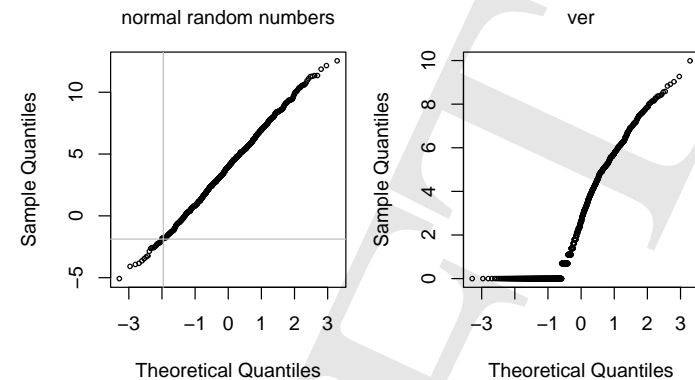 normal random numbers
Sample Quantiles
10
5
0
−5
−3 −1 0 1 2 3
Theoretical Quantiles
ver
Sample Quantiles
10
8
6
4
2
0
−3 −1 0 1 2 3
Theoretical Quantiles